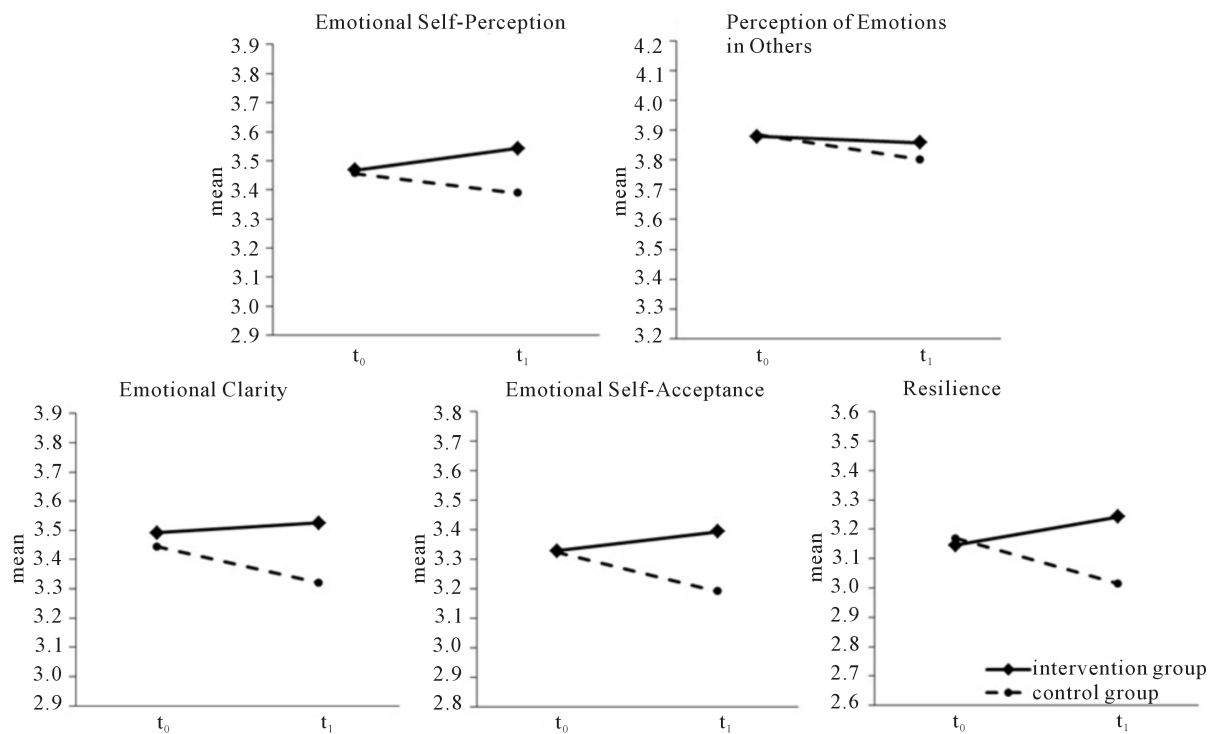 Emotional Self-Perception
3.9
3.8
3.7
3.6
3.5
3.4
3.3
3.2
3.1
3.0
2.9
mean
t₀
t₁
Perception of Emotions
in Others
4.2
4.1
4.0
3.9
3.8
3.7
3.6
3.5
3.4
3.3
3.2
mean
t₀
t₁
Emotional Clarity
3.9
3.8
3.7
3.6
3.5
3.4
3.3
3.2
3.1
3.0
2.9
mean
t₀
t₁
Emotional Self-Acceptance
3.8
3.7
3.6
3.5
3.4
3.3
3.2
3.1
3.0
2.9
2.8
mean
t₀
t₁
Resilience
3.6
3.5
3.4
3.3
3.2
3.1
3.0
2.9
2.8
2.7
2.6
mean
t₀
t₁
intervention group
control group